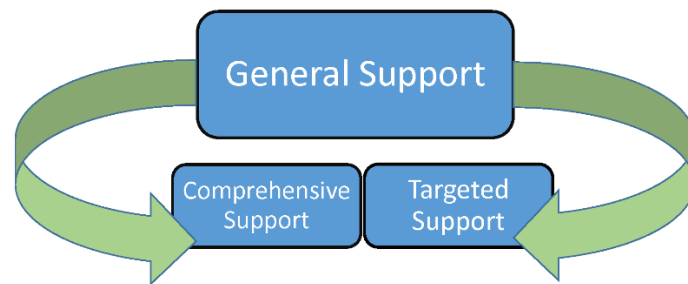 General Support
Comprehensive
Support
Targeted
Support